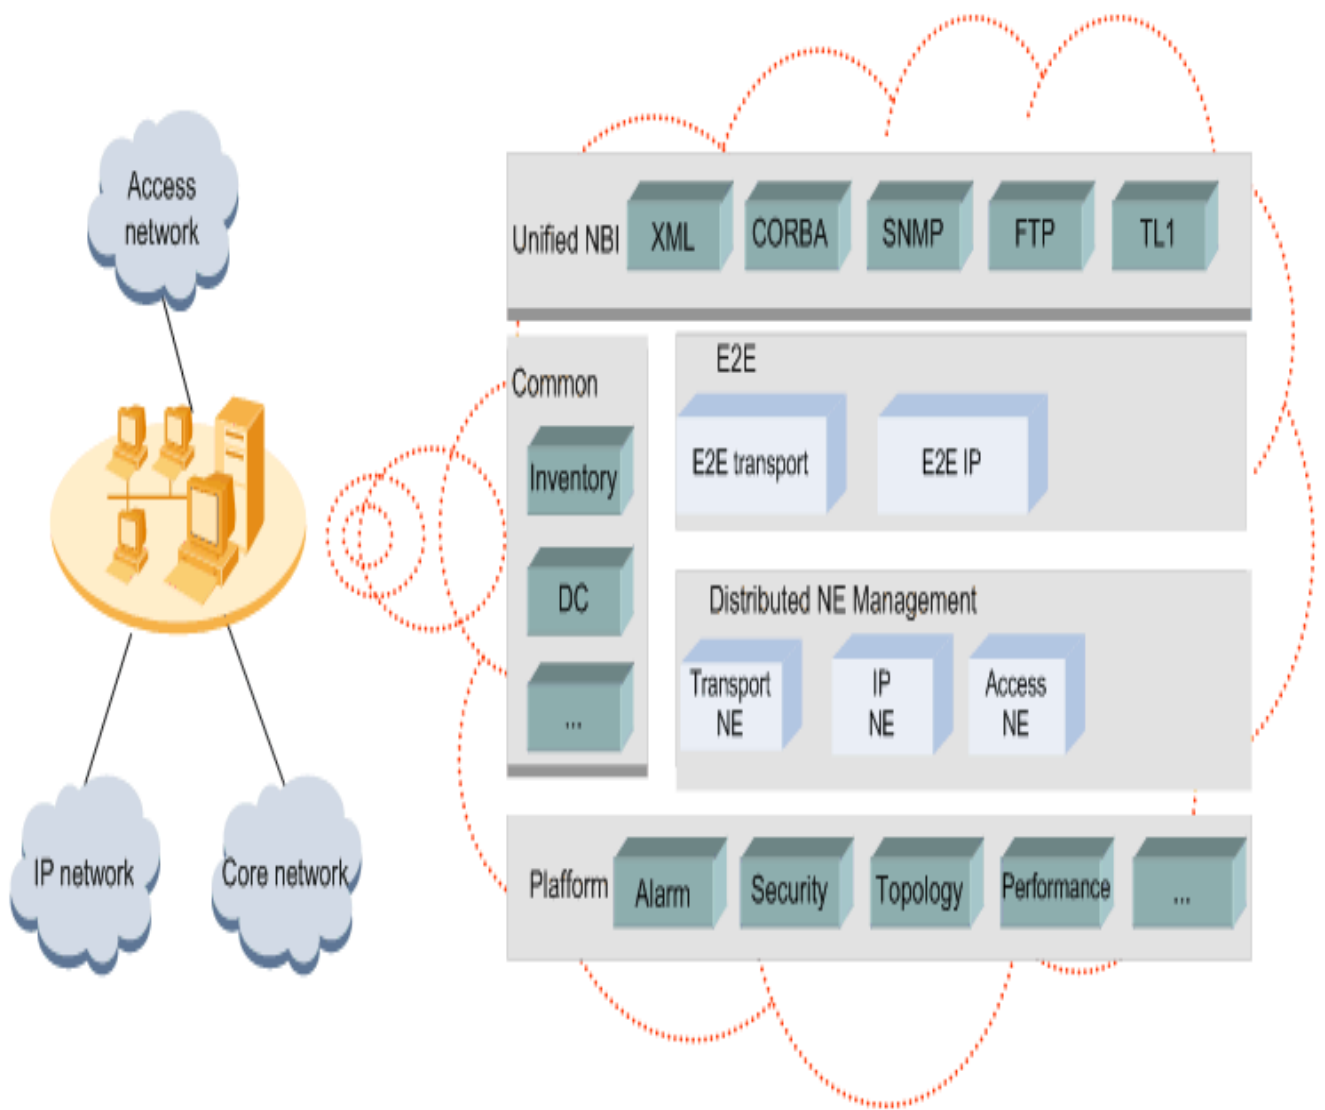 Access
network
IP network
Core network
Unified NBI
XML
CORBA
SNMP
FTP
TL1
Common
Inventory
DC
...
E2E
E2E transport
E2E IP
Distributed NE Management
Transport
NE
IP
NE
Access
NE
Plafform
Alarm
Security
Topology
Performance
...